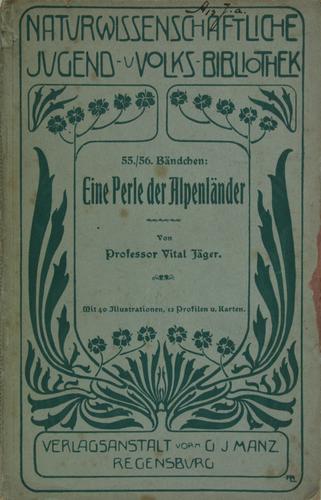 NATURWISSENSCHAFTLICHE
JUGEND- U. VOLKS-BIBLIOTHEK
55./56. Bändchen:
Eine Perle der Alpenländer
Von
Professor Vital Jäger.
Mit 40 Illustrationen, 12 Profilen u. Karten.
VERLAGSANSTALT VORM G J MANZ
REGENSBURG